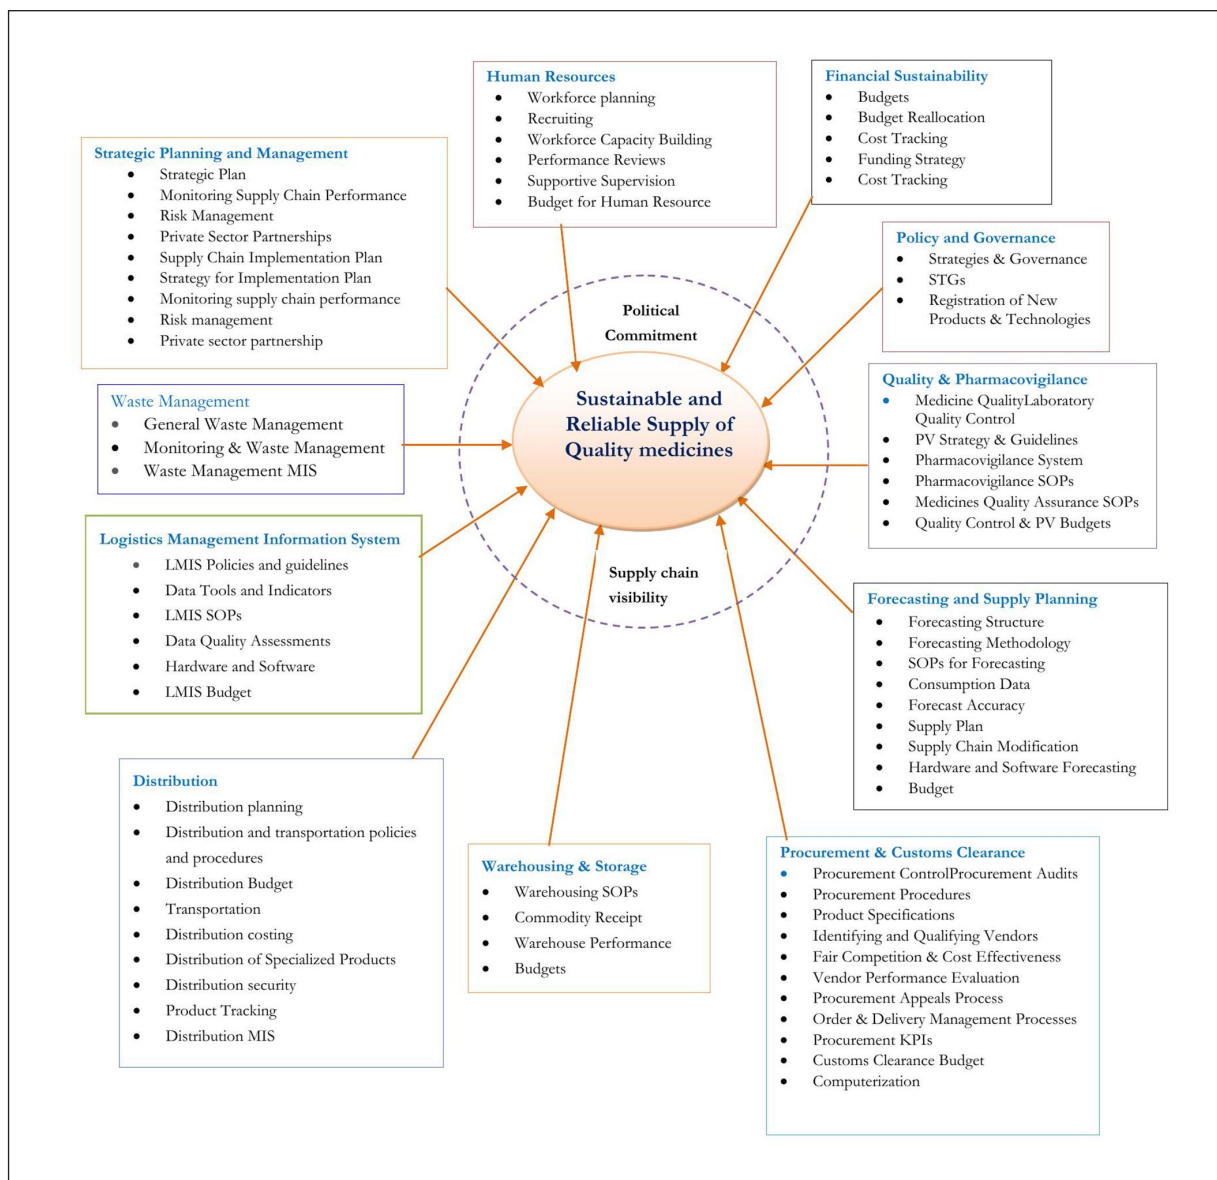 Human Resources
Workforce planning
Recruiting
Workforce Capacity Building
Performance Reviews
Supportive Supervision
Budget for Human Resource
Financial Sustainability
Budgets
Budget Reallocation
Cost Tracking
Funding Strategy
Cost Tracking
Strategic Planning and Management
Strategic Plan
Monitoring Supply Chain Performance
Risk Management
Private Sector Partnerships
Supply Chain Implementation Plan
Strategy for Implementation Plan
Monitoring supply chain performance
Risk management
Private sector partnership
Policy and Governance
Strategies & Governance
STGs
Registration of New
Products & Technologies
Political
Commitment
Sustainable and
Reliable Supply of
Quality medicines
Supply chain
visibility
Waste Management
General Waste Management
Monitoring & Waste Management
Waste Management MIS
Quality & Pharmacovigilance
Medicine QualityLaboratory
Quality Control
PV Strategy & Guidelines
Pharmacovigilance System
Pharmacovigilance SOPs
Medicines Quality Assurance SOPs
Quality Control & PV Budgets
Logistics Management Information System
LMIS Policies and guidelines
Data Tools and Indicators
LMIS SOPs
Data Quality Assessments
Hardware and Software
LMIS Budget
Forecasting and Supply Planning
Forecasting Structure
Forecasting Methodology
SOPs for Forecasting
Consumption Data
Forecast Accuracy
Supply Plan
Supply Chain Modification
Hardware and Software Forecasting
Budget
Distribution
Distribution planning
Distribution and transportation policies
and procedures
Distribution Budget
Transportation
Distribution costing
Distribution of Specialized Products
Distribution security
Product Tracking
Distribution MIS
Warehousing & Storage
Warehousing SOPs
Commodity Receipt
Warehouse Performance
Budgets
Procurement & Customs Clearance
Procurement ControlProcurement Audits
Procurement Procedures
Product Specifications
Identifying and Qualifying Vendors
Fair Competition & Cost Effectiveness
Vendor Performance Evaluation
Procurement Appeals Process
Order & Delivery Management Processes
Procurement KPIs
Customs Clearance Budget
Computerization